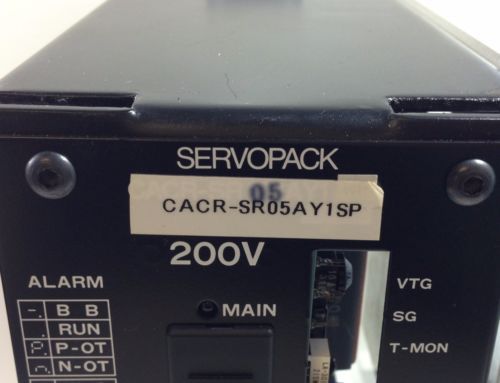 SERVOPACK
05
CACR-SR05AY1SP
200V
ALARM
MAIN
VTG
-. B B
SG
. RUN
P. P-OT
T-MON
n. N-OT